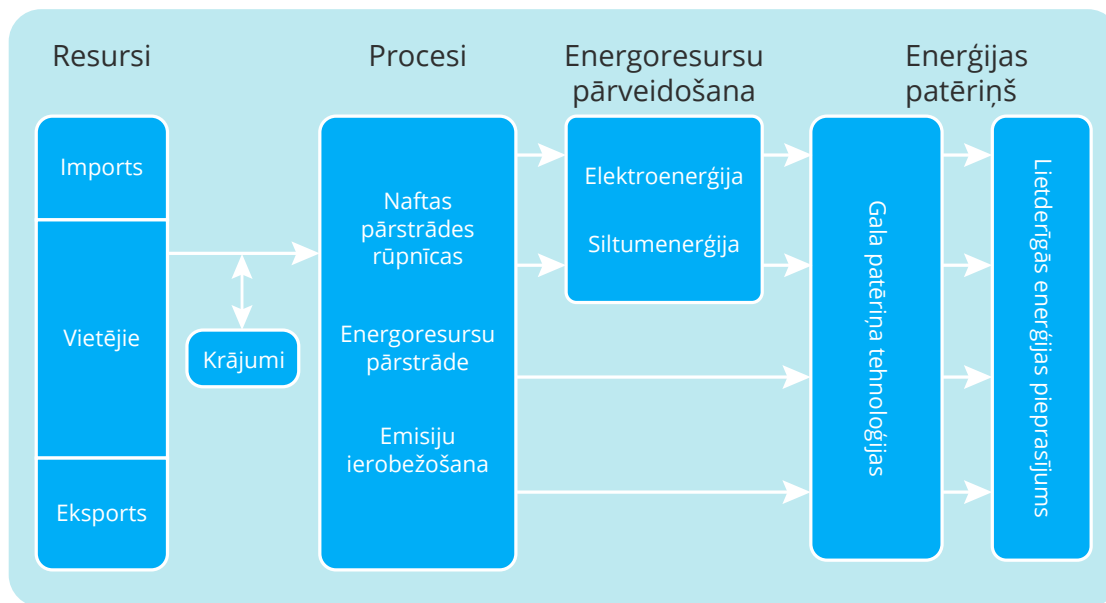 Resursi
Procesi
Energoresursu
pārveidošana
Enerģijas
patēriņš
Imports
Vietējie
Eksports
Krājumi
Naftas
pārstrādes
rūpnīcas
Energoresursu
pārstrāde
Emisiju
ierobežošana
Elektroenerģija
Siltumenerģija
Gala patēriņa tehnoloģijas
Lietderīgās enerģijas pieprasījums